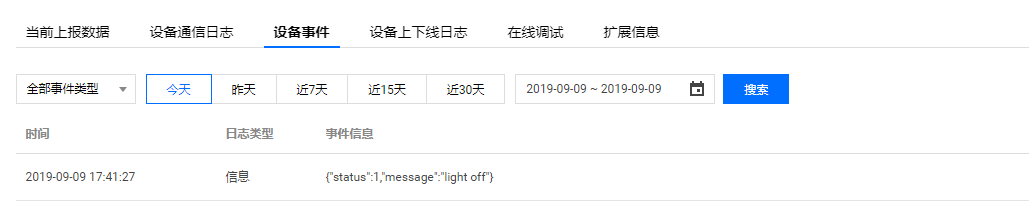 当前上报数据 设备通信日志 设备事件 设备上下线日志 在线调试 扩展信息
全部事件类型 今天 昨天 近7天 近15天 近30天 2019-09-09 ~ 2019-09-09 搜索
时间 日志类型 事件信息
2019-09-09 17:41:27 信息 {"status":1,"message":"light off"}